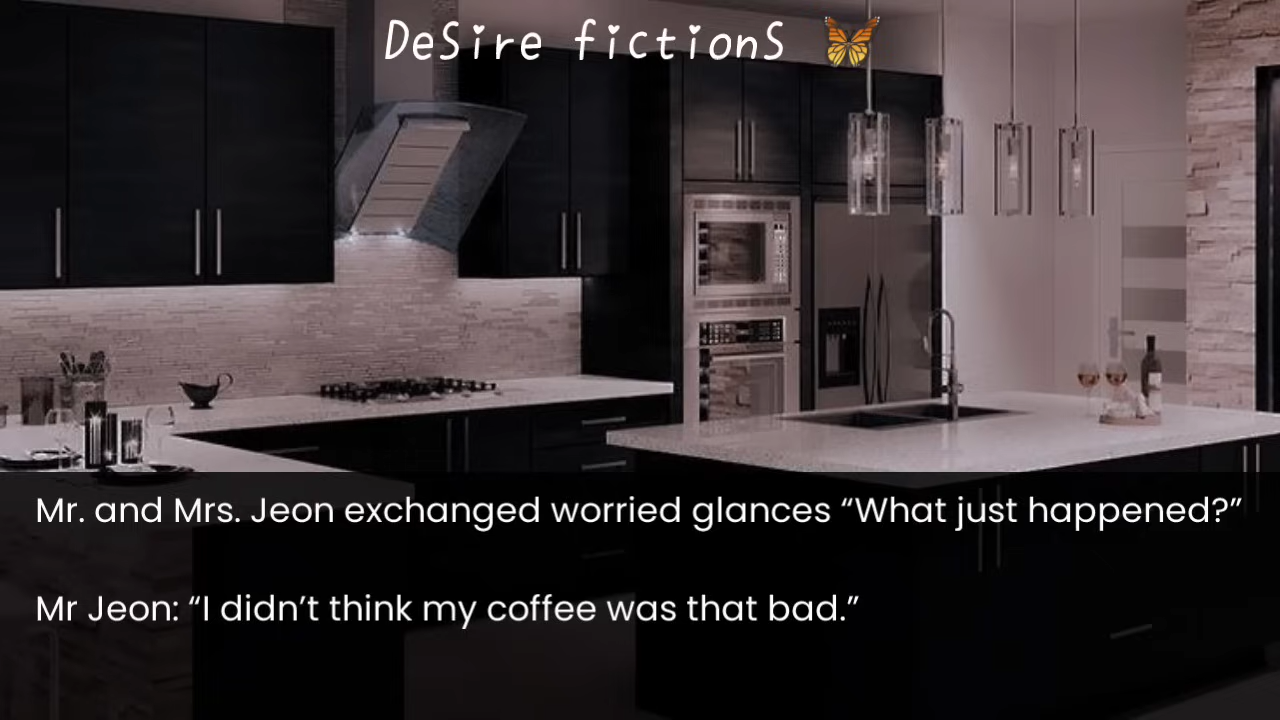 DeSire fictionS 🦋
Mr. and Mrs. Jeon exchanged worried glances “What just happened?”
Mr Jeon: “I didn’t think my coffee was that bad.”